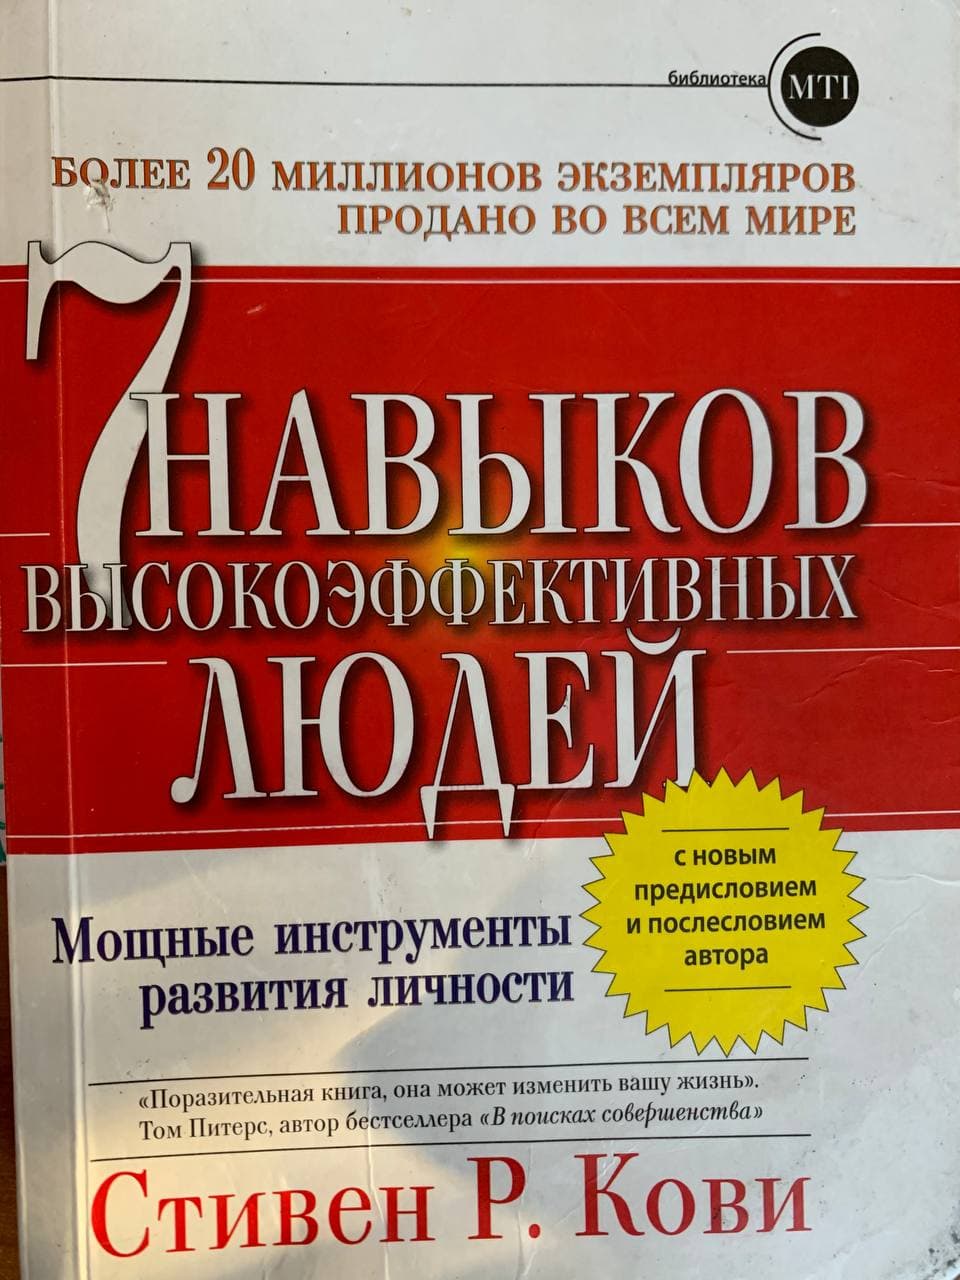 библиотека MTI
БОЛЕЕ 20 МИЛЛИОНОВ ЭКЗЕМПЛЯРОВ
ПРОДАНО ВО ВСЕМ МИРЕ
7 НАВЫКОВ
ВЫСОКОЭФФЕКТИВНЫХ
ЛЮДЕЙ
с новым
предисловием
и послесловием
автора
Мощные инструменты
развития личности
«Поразительная книга, она может изменить вашу жизнь».
Том Питерс, автор бестселлера «В поисках совершенства»
Стивен Р. Кови